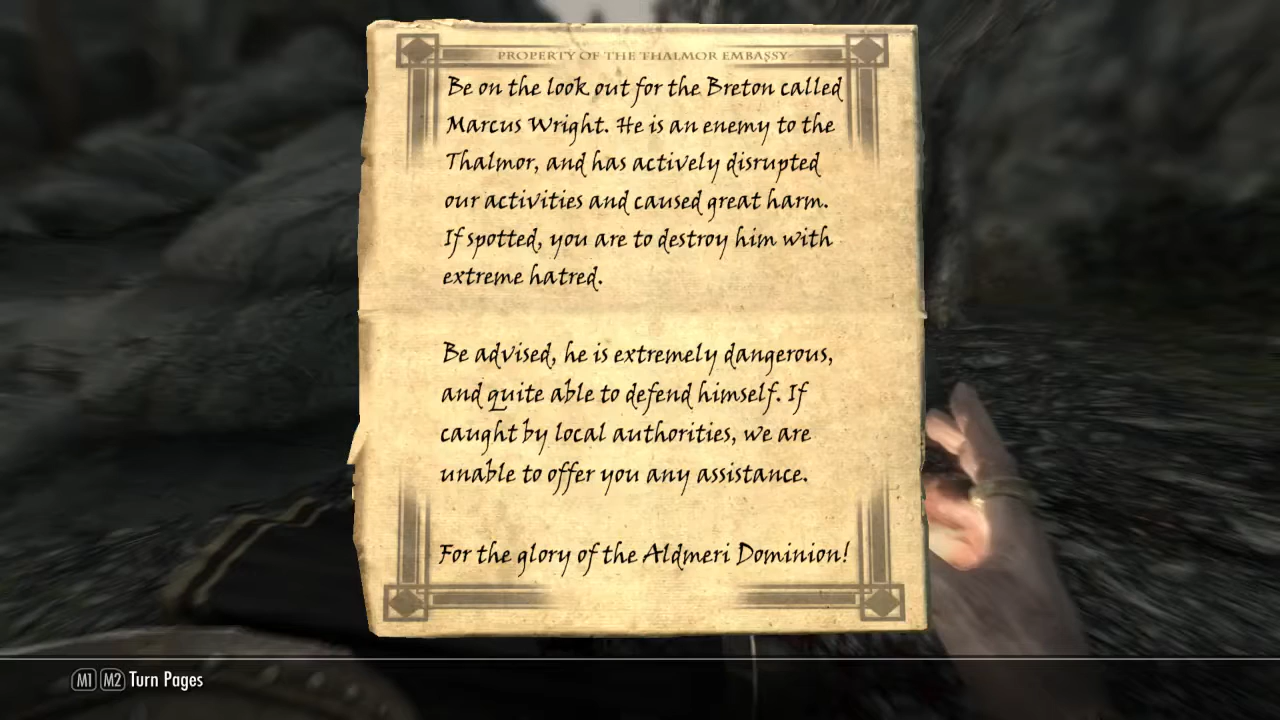 PROPERTY OF THE THALMOR EMBASSY
Be on the look out for the Breton called
Marcus Wright. He is an enemy to the
Thalmor, and has actively disrupted
our activities and caused great harm.
If spotted, you are to destroy him with
extreme hatred.
Be advised, he is extremely dangerous,
and quite able to defend himself. If
caught by local authorities, we are
unable to offer you any assistance.
For the glory of the Aldmeri Dominion!
M1 M2 Turn Pages